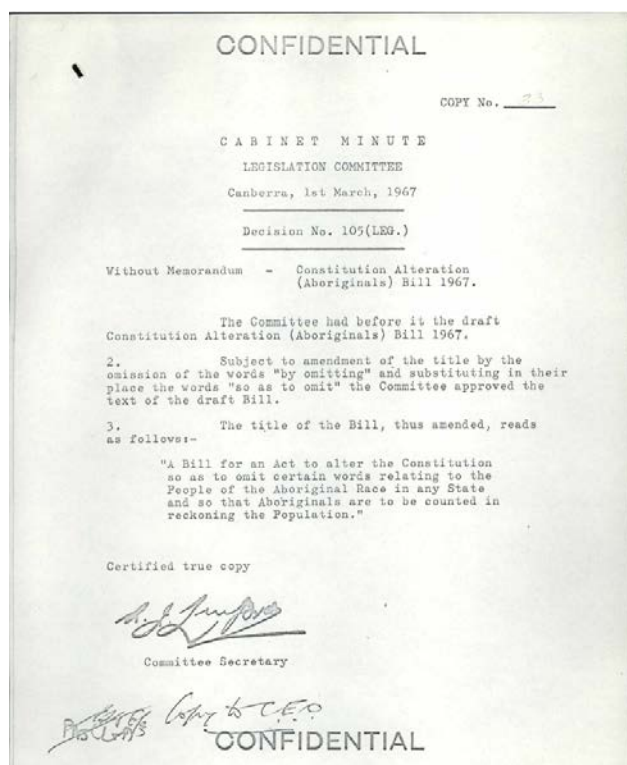 CONFIDENTIAL
COPY No. 23
CABINET MINUTE
LEGISLATION COMMITTEE
Canberra, 1st March, 1967
Decision No. 105(LEG.)
Without Memorandum - Constitution Alteration
(Aboriginals) Bill 1967.
The Committee had before it the draft
Constitution Alteration (Aboriginals) Bill 1967.
2. Subject to amendment of the title by the
omission of the words "by omitting" and substituting in their
place the words "so as to omit" the Committee approved the
text of the draft Bill.
3. The title of the Bill, thus amended, reads
as follows:-
"A Bill for an Act to alter the Constitution
so as to omit certain words relating to the
People of the Aboriginal Race in any State
and so that Aboriginals are to be counted in
reckoning the Population."
Certified true copy
Committee Secretary
Copy to C.E.O
CONFIDENTIAL